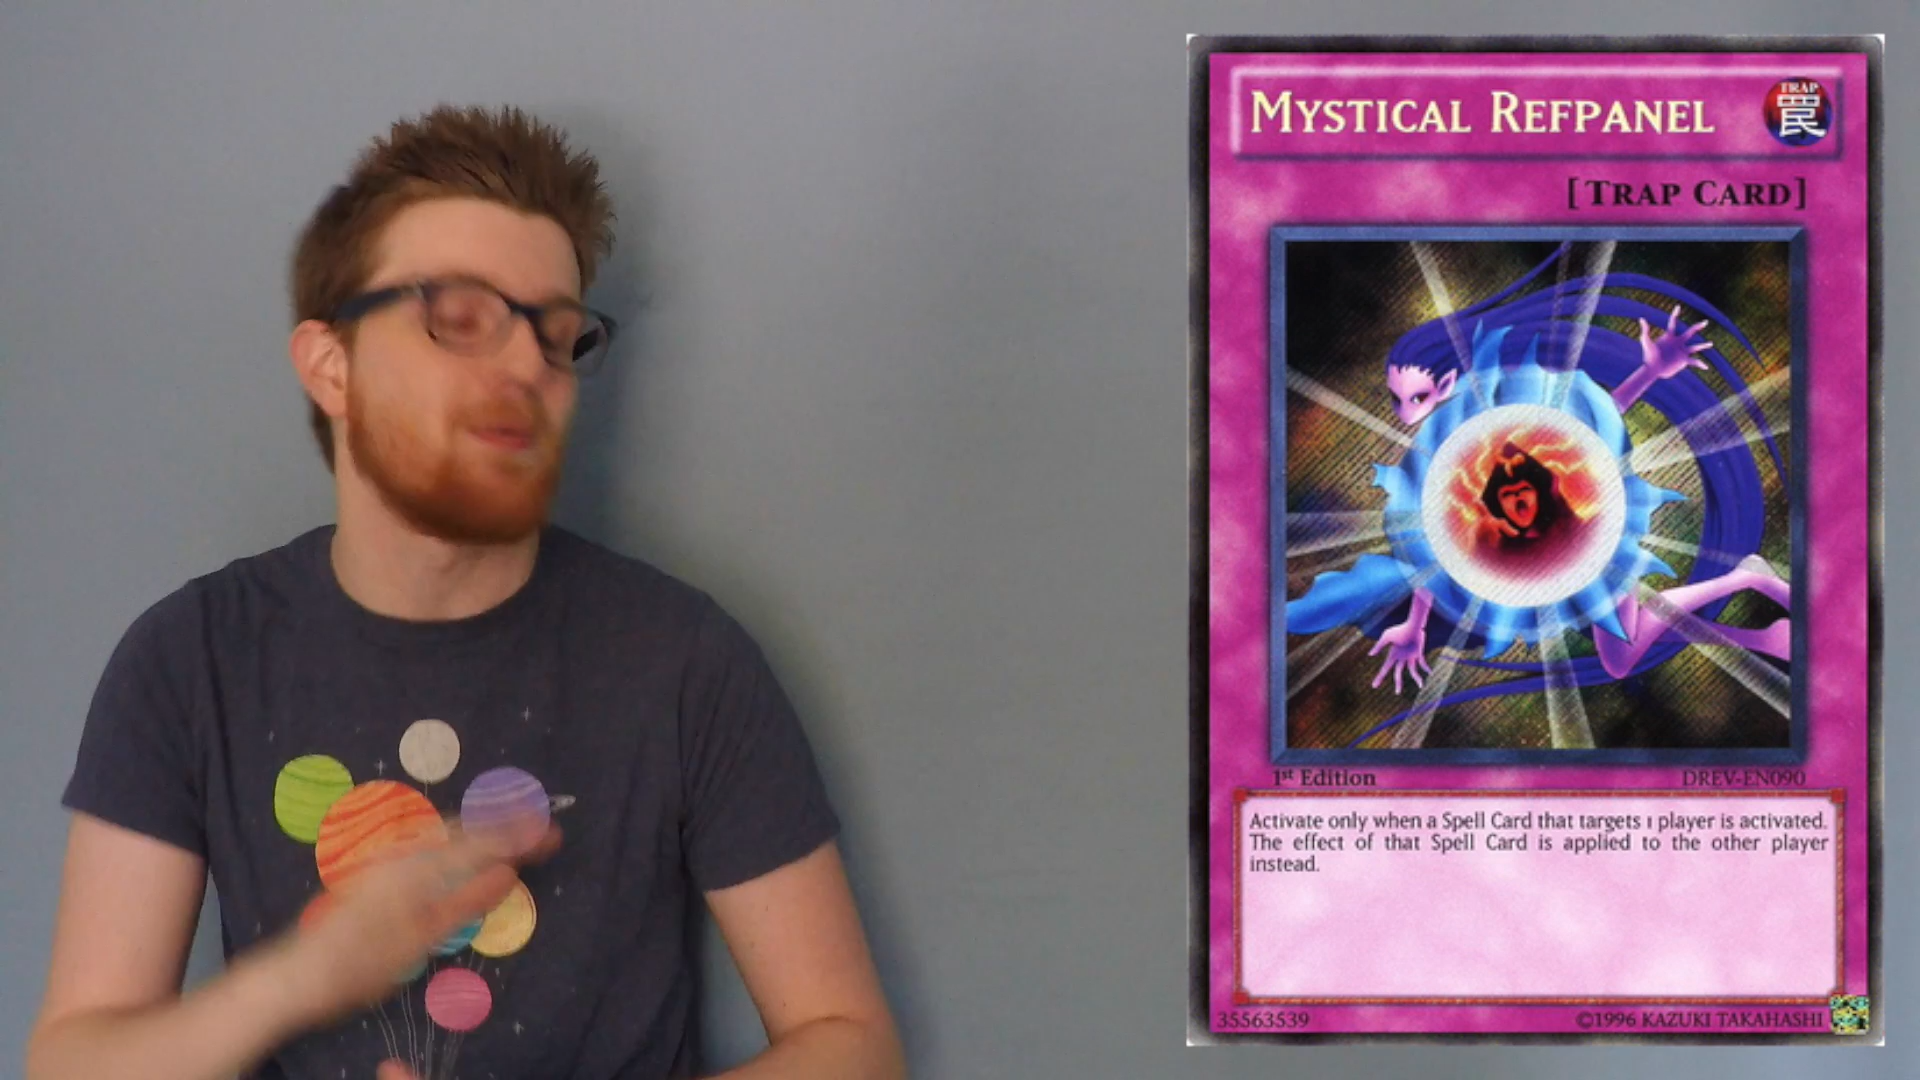 MYSTICAL REFPANEL
TRAP
罠
[TRAP CARD]
1st Edition
DREV-EN090
Activate only when a Spell Card that targets 1 player is activated.
The effect of that Spell Card is applied to the other player
instead.
35563539
©1996 KAZUKI TAKAHASHI